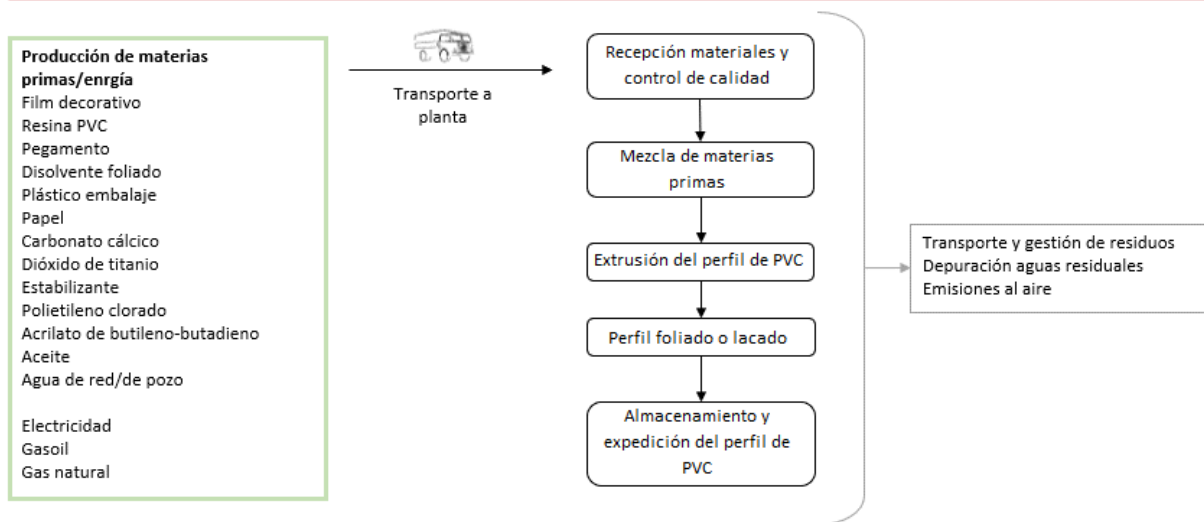 Producción de materias
primas/enrgía
Film decorativo
Resina PVC
Pegamento
Disolvente foliado
Plástico embalaje
Papel
Carbonato cálcico
Dióxido de titanio
Estabilizante
Polietileno clorado
Acrilato de butileno-butadieno
Aceite
Agua de red/de pozo
Electricidad
Gasoil
Gas natural
Transporte a
planta
Recepción materiales y
control de calidad
Mezcla de materias
primas
Extrusión del perfil de PVC
Perfil foliado o lacado
Almacenamiento y
expedición del perfil de
PVC
Transporte y gestión de residuos
Depuración aguas residuales
Emisiones al aire